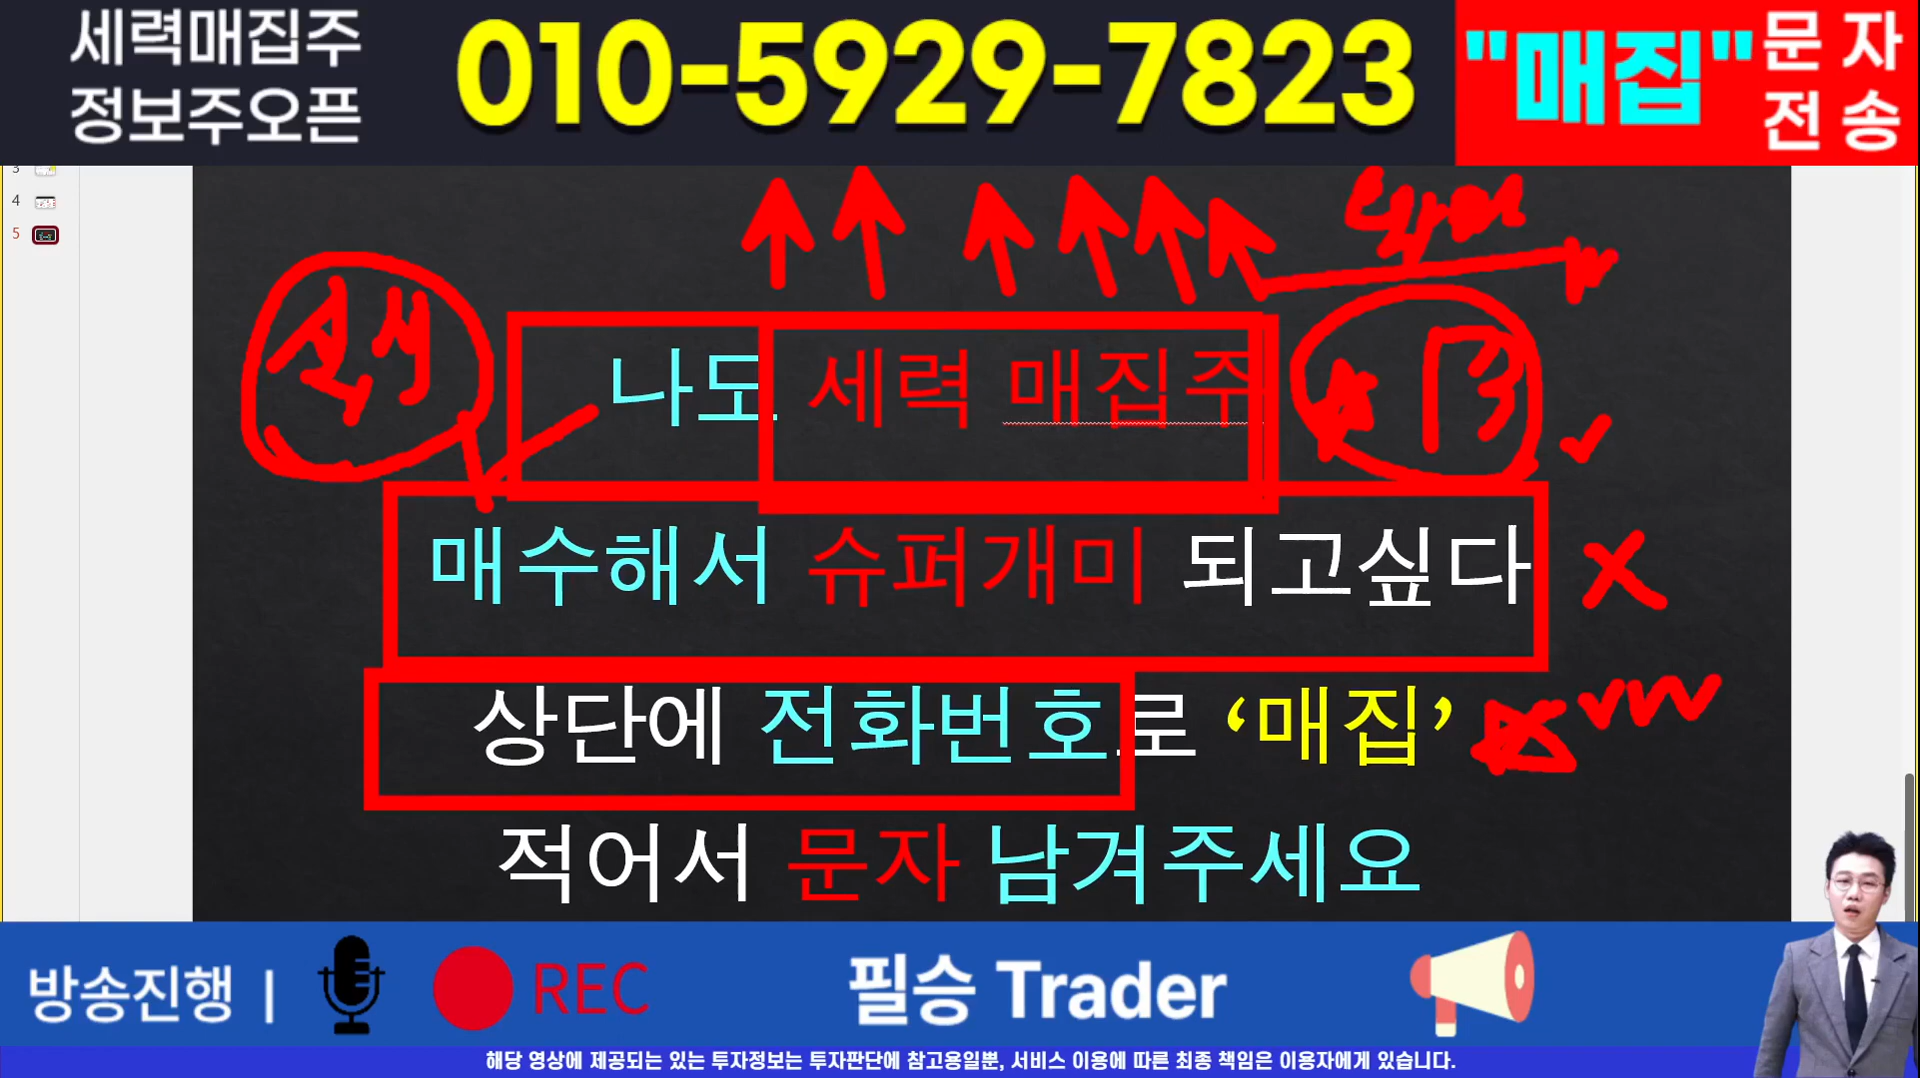 세력매집주
정보주오픈
010-5929-7823
"매집"
문자
전송
3
4
5
나도 세력 매집주
매수해서 슈퍼개미 되고싶다
상단에 전화번호로 ‘매집’
적어서 문자 남겨주세요
방송진행 |
REC
필승 Trader
해당 영상에 제공되는 있는 투자정보는 투자판단에 참고용일뿐, 서비스 이용에 따른 최종 책임은 이용자에게 있습니다.